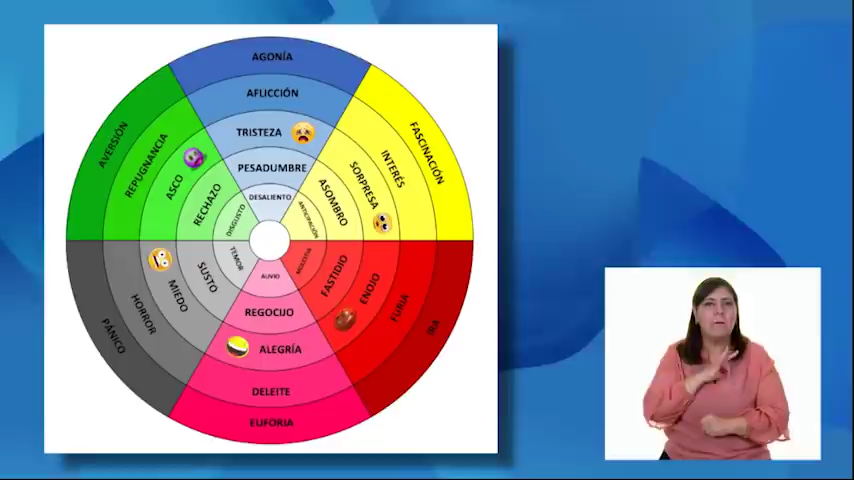 AGONÍA
AFLICCIÓN
TRISTEZA
PESADUMBRE
DESALIENTO
FASCINACIÓN
INTERÉS
SORPRESA
ASOMBRO
ANTICIPACIÓN
IRA
FURIA
ENOJO
FASTIDIO
MOLESTIA
EUFORIA
DELEITE
ALEGRÍA
REGOCIJO
ALIVIO
PÁNICO
HORROR
MIEDO
SUSTO
TEMOR
AVERSIÓN
REPUGNANCIA
ASCO
RECHAZO
DISGUSTO